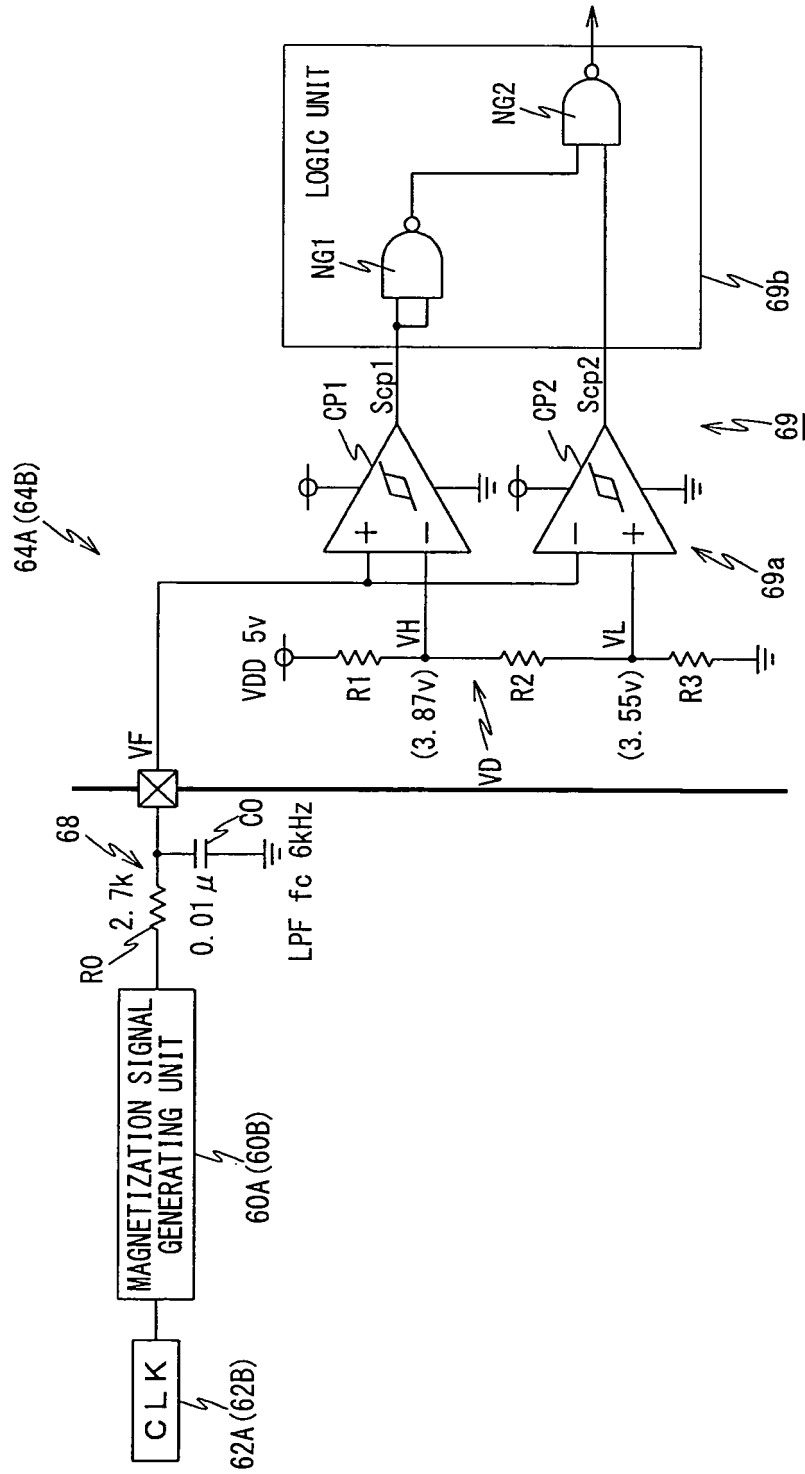 64A(64B)
CLK
62A(62B)
MAGNETIZATION SIGNAL
GENERATING UNIT
60A(60B)
R0
2.7k
68
0.01μ
C0
LPF fc 6kHz
VF
VDD 5v
R1
VH
(3.87v)
R2
VD
VL
(3.55v)
R3
+
−
CP1
Scp1
−
+
CP2
Scp2
69a
69
LOGIC UNIT
NG1
NG2
69b